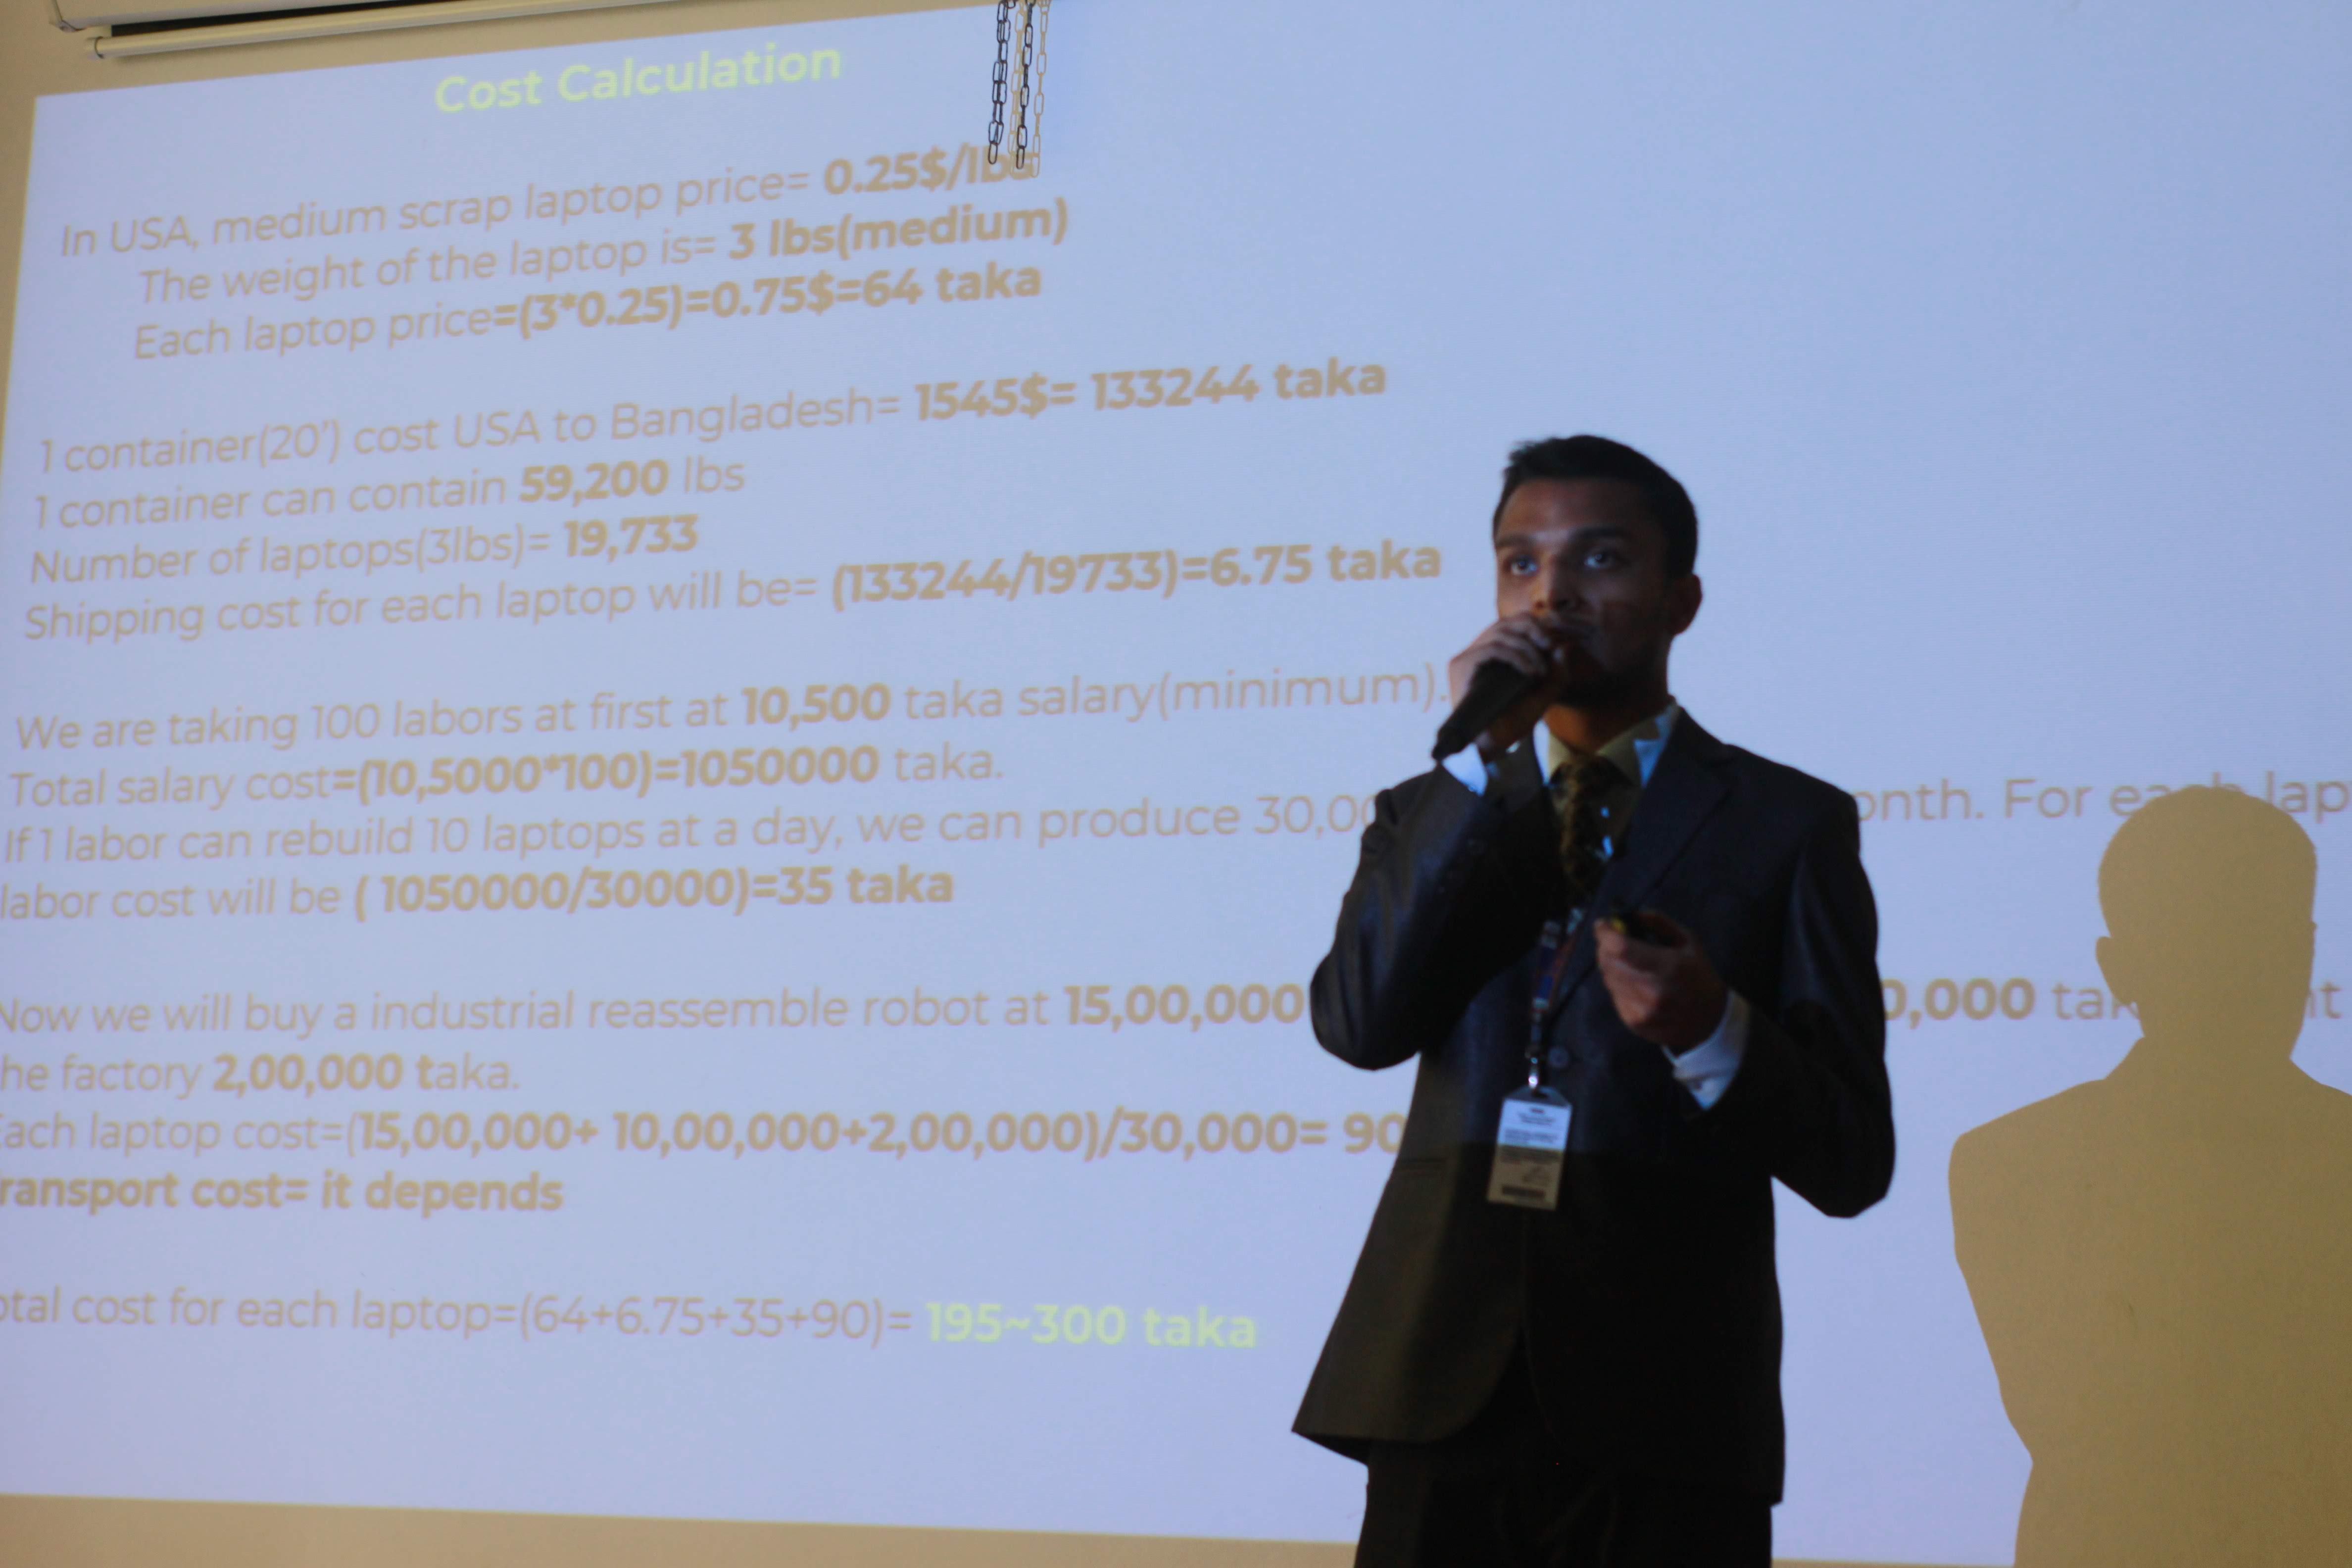 Cost Calculation
In USA, medium scrap laptop price= 0.25$/lbs
The weight of the laptop is= 3 lbs(medium)
Each laptop price=(3*0.25)=0.75$=64 taka
1 container(20') cost USA to Bangladesh= 1545$= 133244 taka
1 container can contain 59,200 lbs
Number of laptops(3lbs)= 19,733
Shipping cost for each laptop will be= (133244/19733)=6.75 taka
We are taking 100 labors at first at 10,500 taka salary(minimum).
Total salary cost=(10,5000*100)=1050000 taka.
If 1 labor can rebuild 10 laptops at a day, we can produce 30,00 onth. For each lap
labor cost will be ( 1050000/30000)=35 taka
Now we will buy a industrial reassemble robot at 15,00,000 0,000
he factory 2,00,000 taka.
Each laptop cost=(15,00,000+ 10,00,000+2,00,000)/30,000= 90
ransport cost= it depends
otal cost for each laptop=(64+6.75+35+90)= 195~300 taka